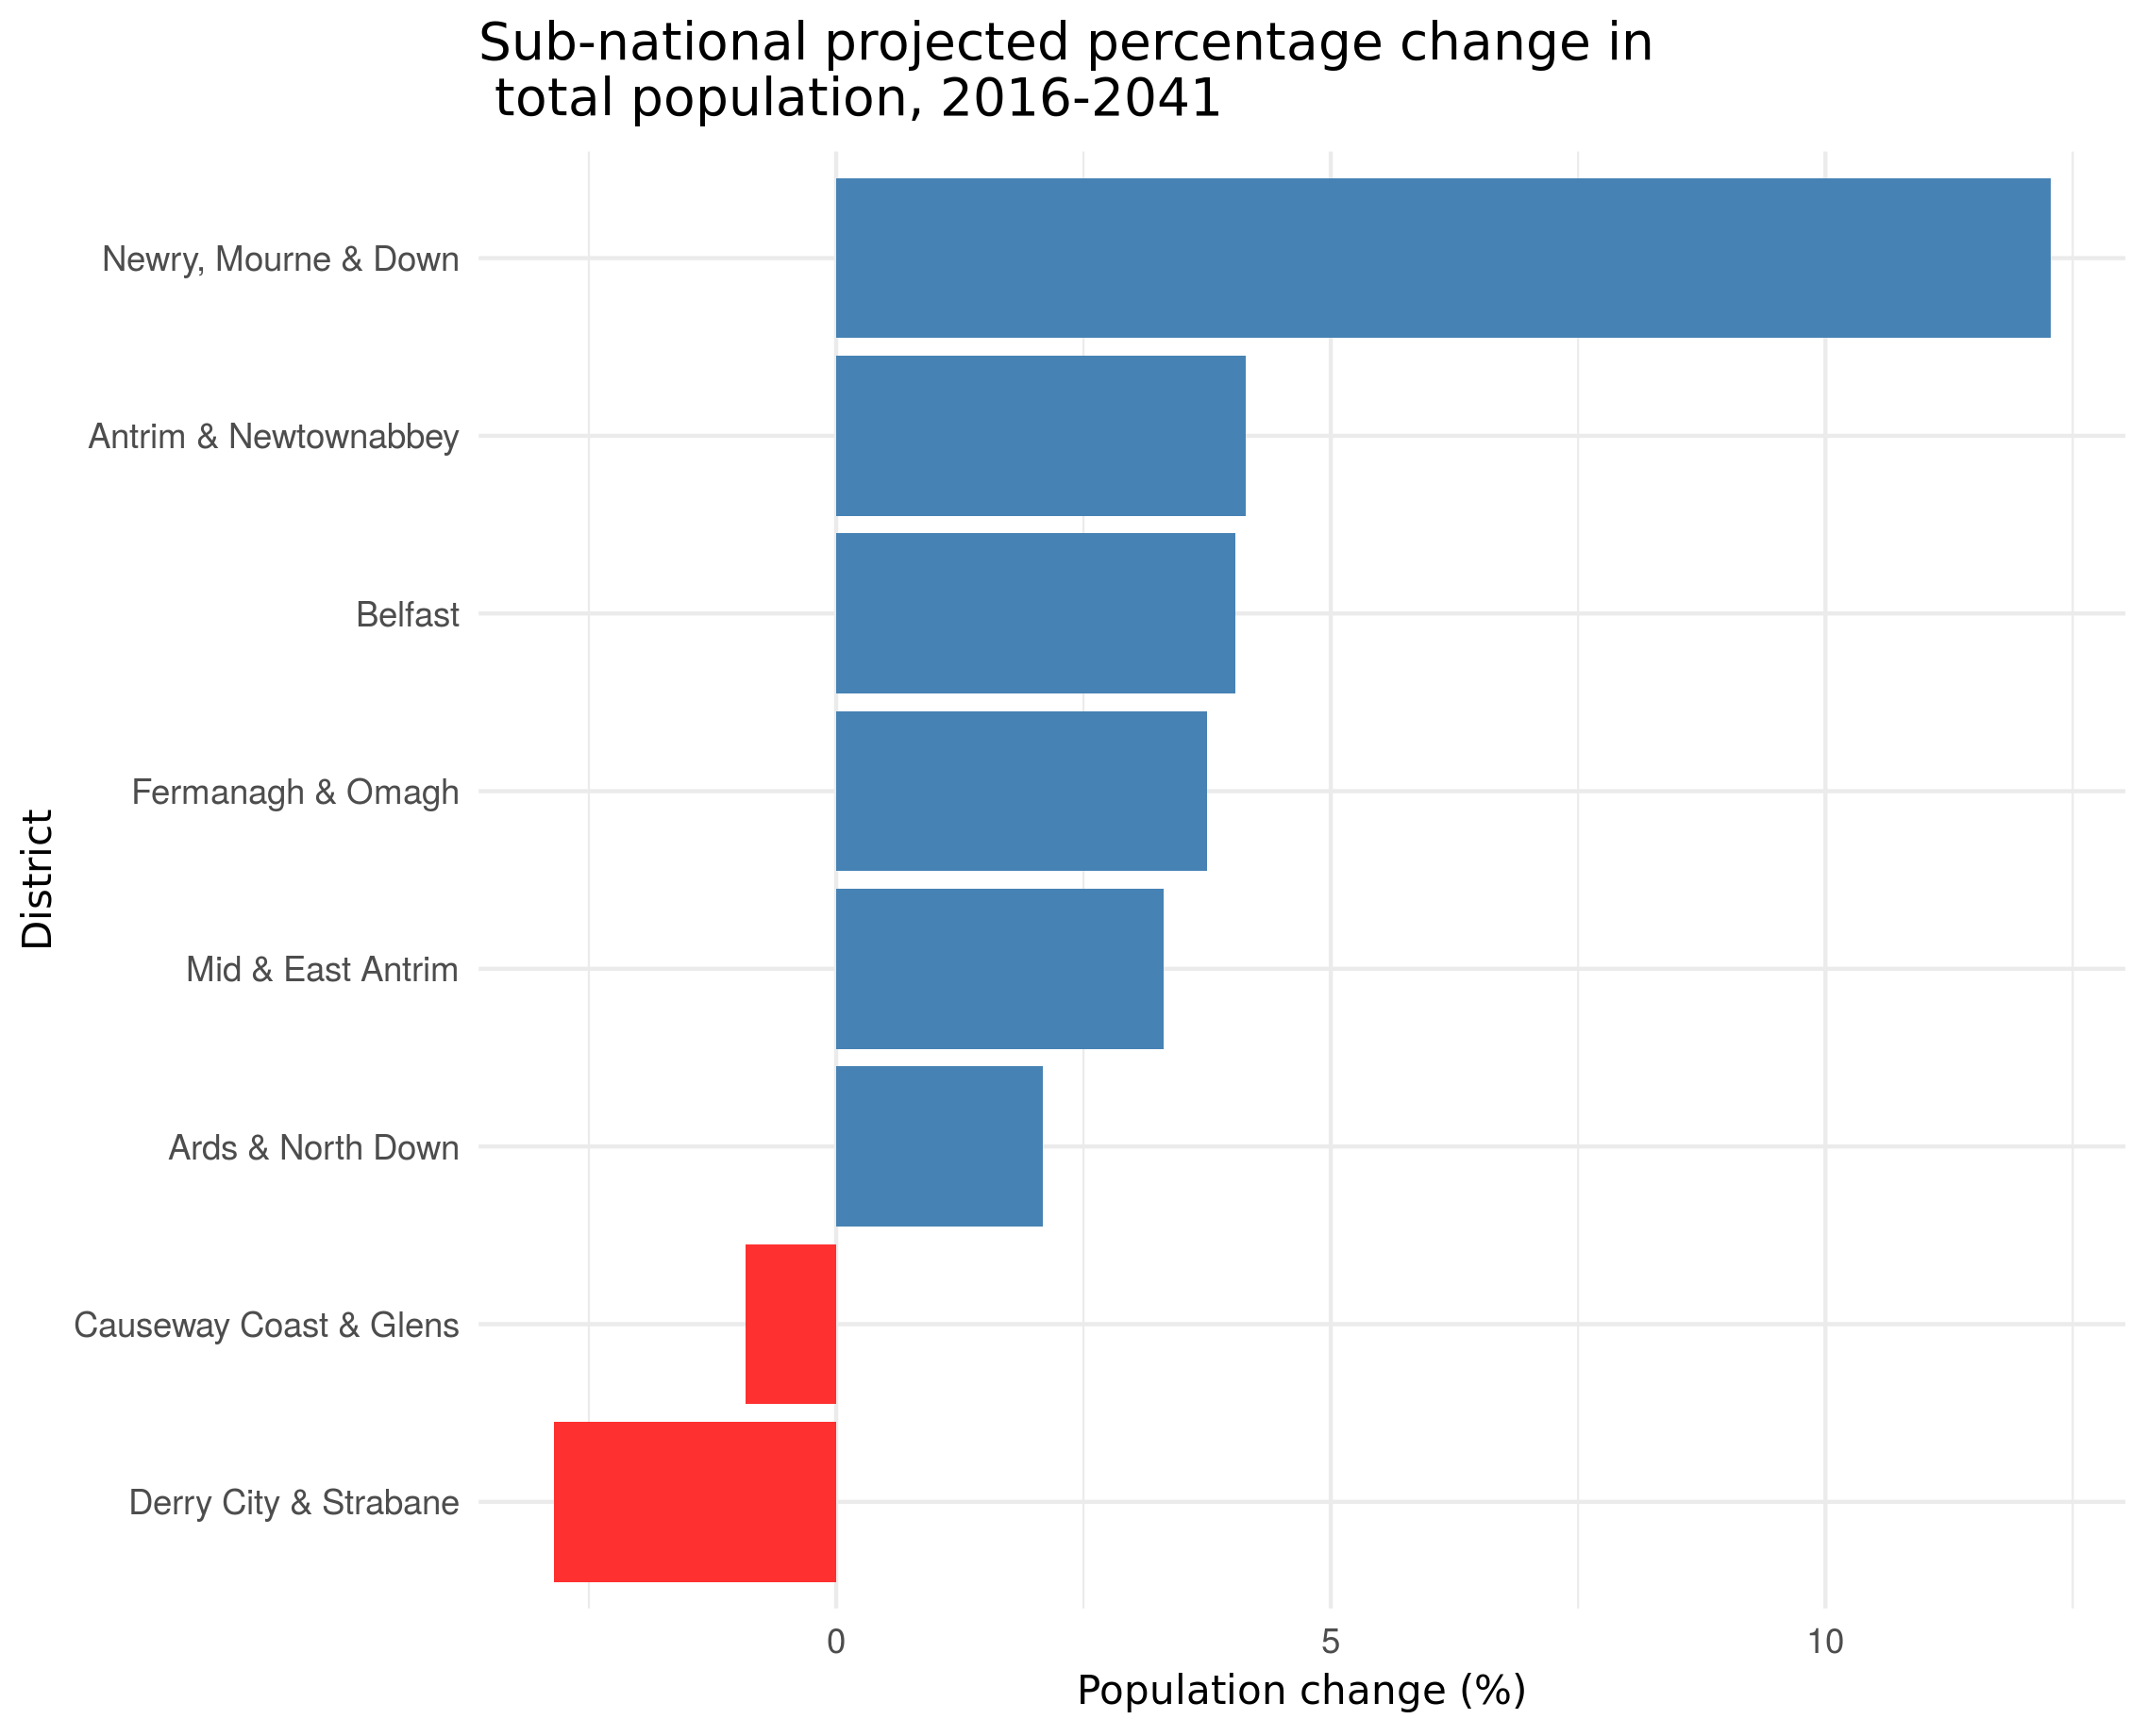 Sub-national projected percentage change in
total population, 2016-2041
District
Newry, Mourne & Down
Antrim & Newtownabbey
Belfast
Fermanagh & Omagh
Mid & East Antrim
Ards & North Down
Causeway Coast & Glens
Derry City & Strabane
0 5 10
Population change (%)